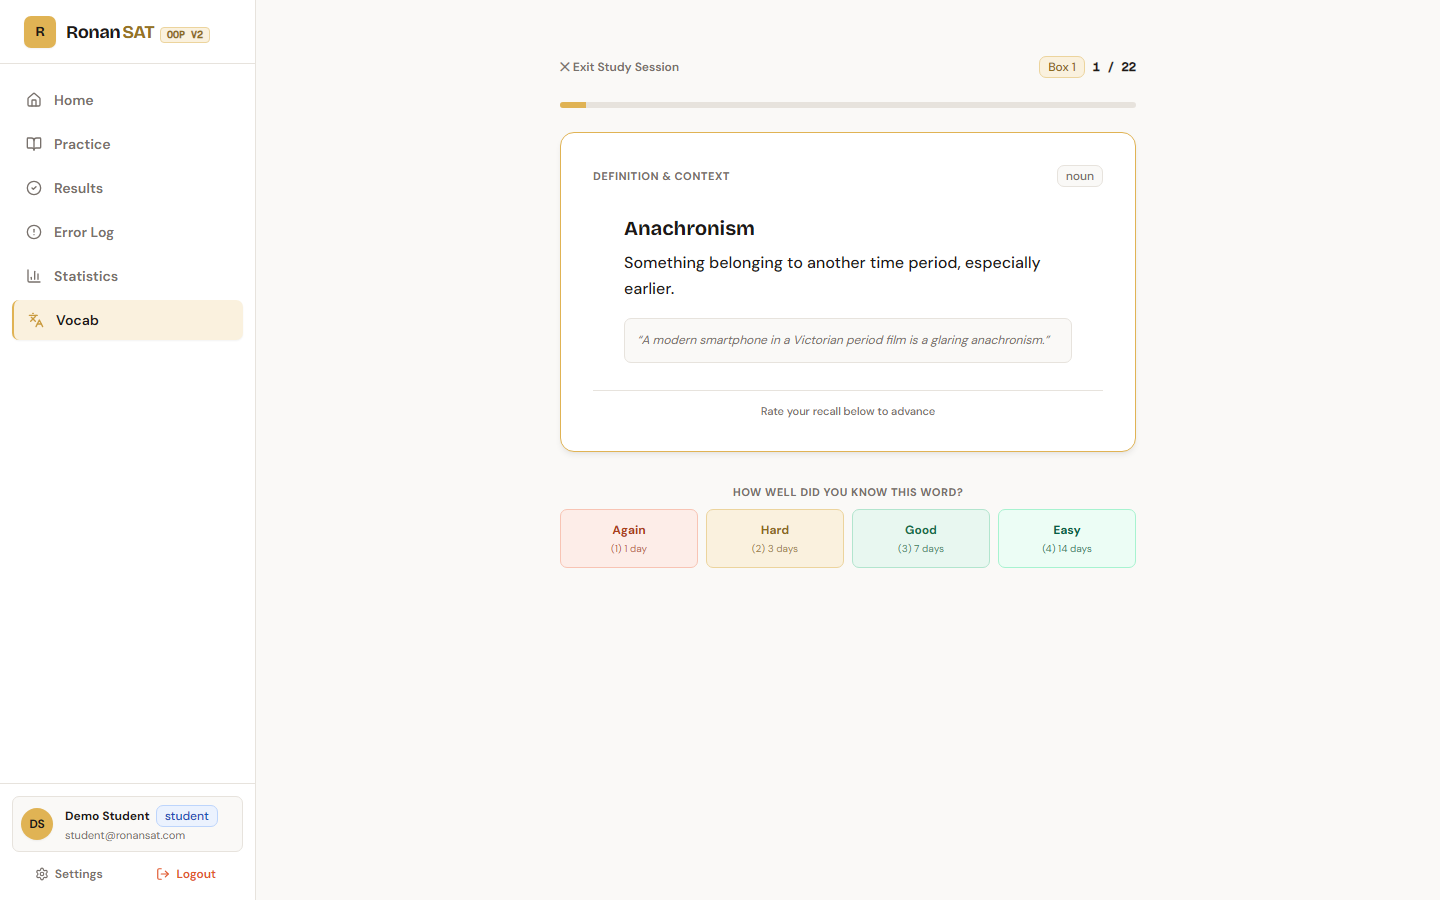 R
RonanSAT OOP V2
Home
Practice
Results
Error Log
Statistics
Vocab
DS
Demo Student student
student@ronansat.com
Settings Logout
Exit Study Session
Box 1 1 / 22
DEFINITION & CONTEXT
noun
Anachronism
Something belonging to another time period, especially
earlier.
“A modern smartphone in a Victorian period film is a glaring anachronism.”
Rate your recall below to advance
HOW WELL DID YOU KNOW THIS WORD?
Again
(1) 1 day
Hard
(2) 3 days
Good
(3) 7 days
Easy
(4) 14 days